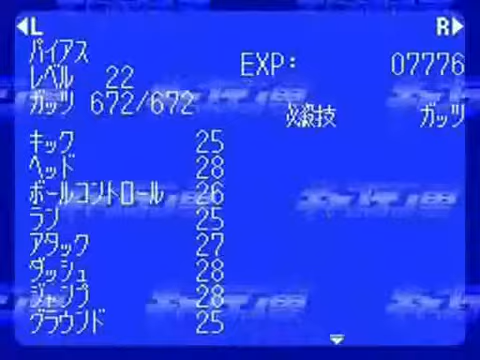 L R
パイアス
レベル 22 EXP: 07776
ガッツ 672/672
必殺技 ガッツ
キック 25
ヘッド 28
ボールコントロール 26
ラン 25
アタック 27
ダッシュ 28
ジャンプ 28
グラウンド 25